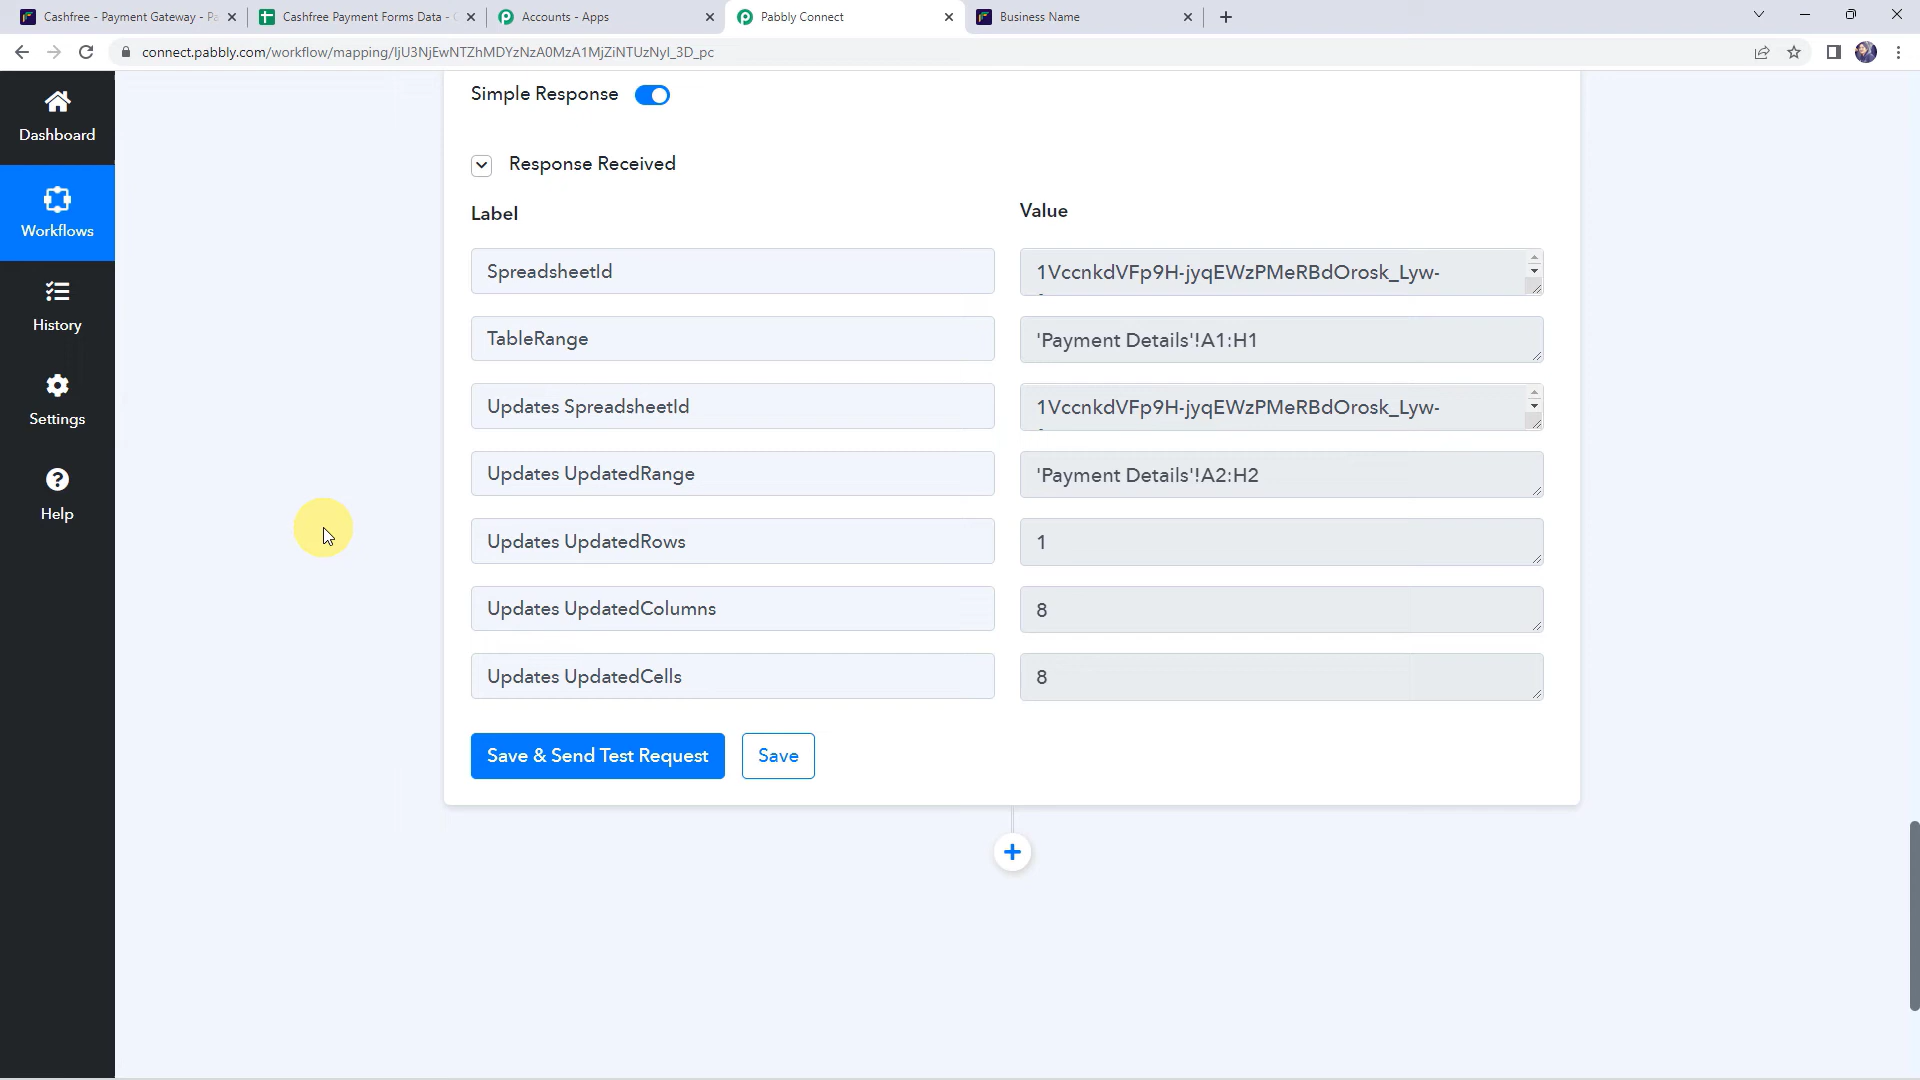 Cashfree - Payment Gateway - Pa
Cashfree Payment Forms Data -
Accounts - Apps
Pabbly Connect
Business Name
connect.pabbly.com/workflow/mapping/IjU3NjEwNTZhMDYzNzA0MzA1MjZiNTUzNyI_3D_pc
Dashboard
Workflows
History
Settings
Help
Simple Response
Response Received
Label Value
SpreadsheetId 1VccnkdVFp9H-jyqEWzPMeRBdOrosk_Lyw-
TableRange 'Payment Details'!A1:H1
Updates SpreadsheetId 1VccnkdVFp9H-jyqEWzPMeRBdOrosk_Lyw-
Updates UpdatedRange 'Payment Details'!A2:H2
Updates UpdatedRows 1
Updates UpdatedColumns 8
Updates UpdatedCells 8
Save & Send Test Request Save